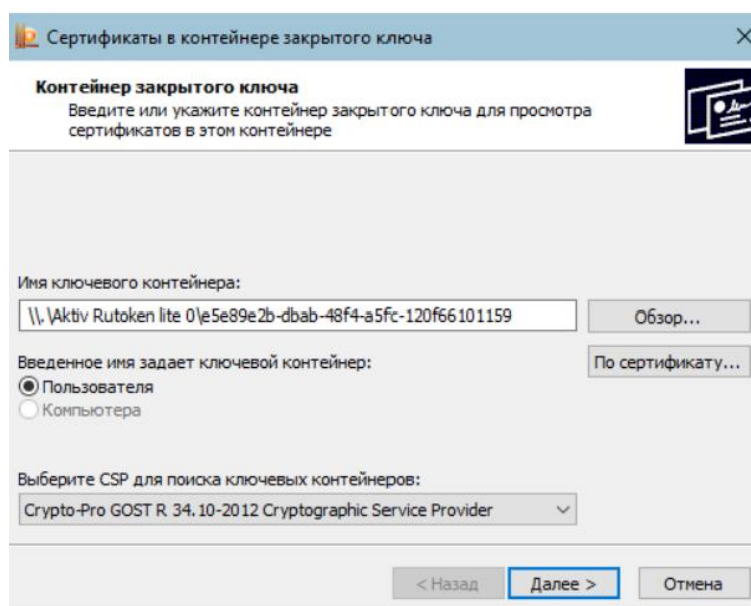 Сертификаты в контейнере закрытого ключа
Контейнер закрытого ключа
Введите или укажите контейнер закрытого ключа для просмотра
сертификатов в этом контейнере
Имя ключевого контейнера:
\\.\Aktiv Rutoken lite 0\e5e89e2b-dbab-48f4-a5fc-120f66101159
Обзор...
Введенное имя задает ключевой контейнер:
По сертификату...
Пользователя
Компьютера
Выберите CSP для поиска ключевых контейнеров:
Crypto-Pro GOST R 34.10-2012 Cryptographic Service Provider
< Назад
Далее >
Отмена